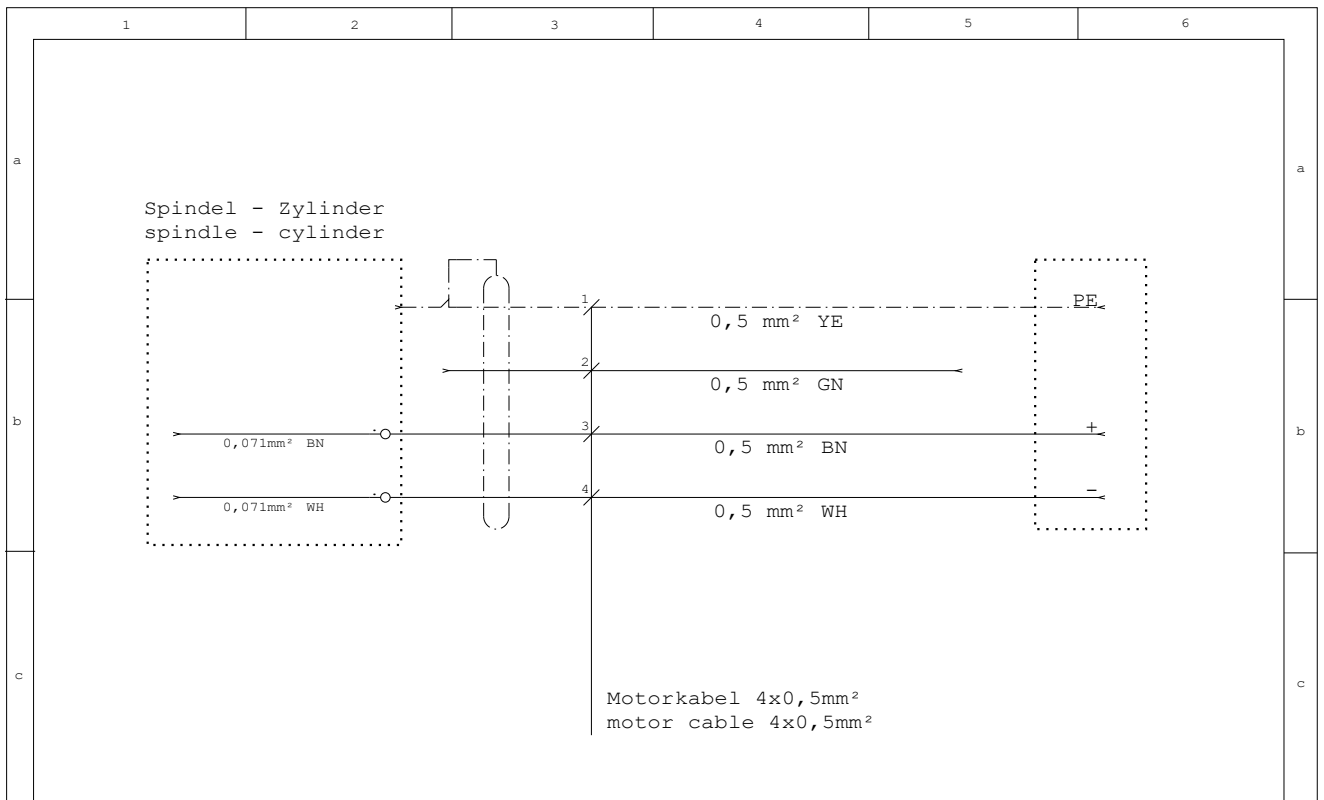 1 2 3 4 5 6
a a
Spindel - Zylinder
spindle - cylinder
1 PE
0,5 mm² YE
2
0,5 mm² GN
b b
3 +
0,071mm² BN 0,5 mm² BN
4 -
0,071mm² WH 0,5 mm² WH
c c
Motorkabel 4x0,5mm²
motor cable 4x0,5mm²